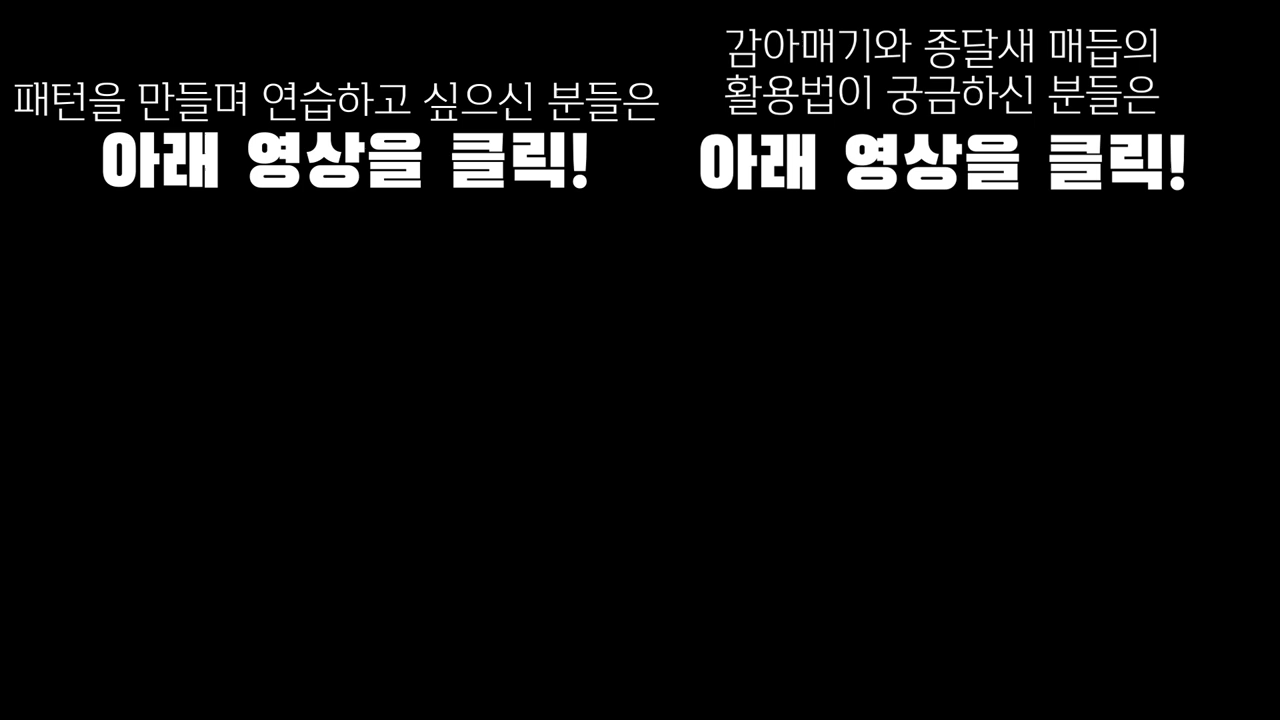 패턴을 만들며 연습하고 싶으신 분들은
아래 영상을 클릭!
감아매기와 종달새 매듭의
활용법이 궁금하신 분들은
아래 영상을 클릭!